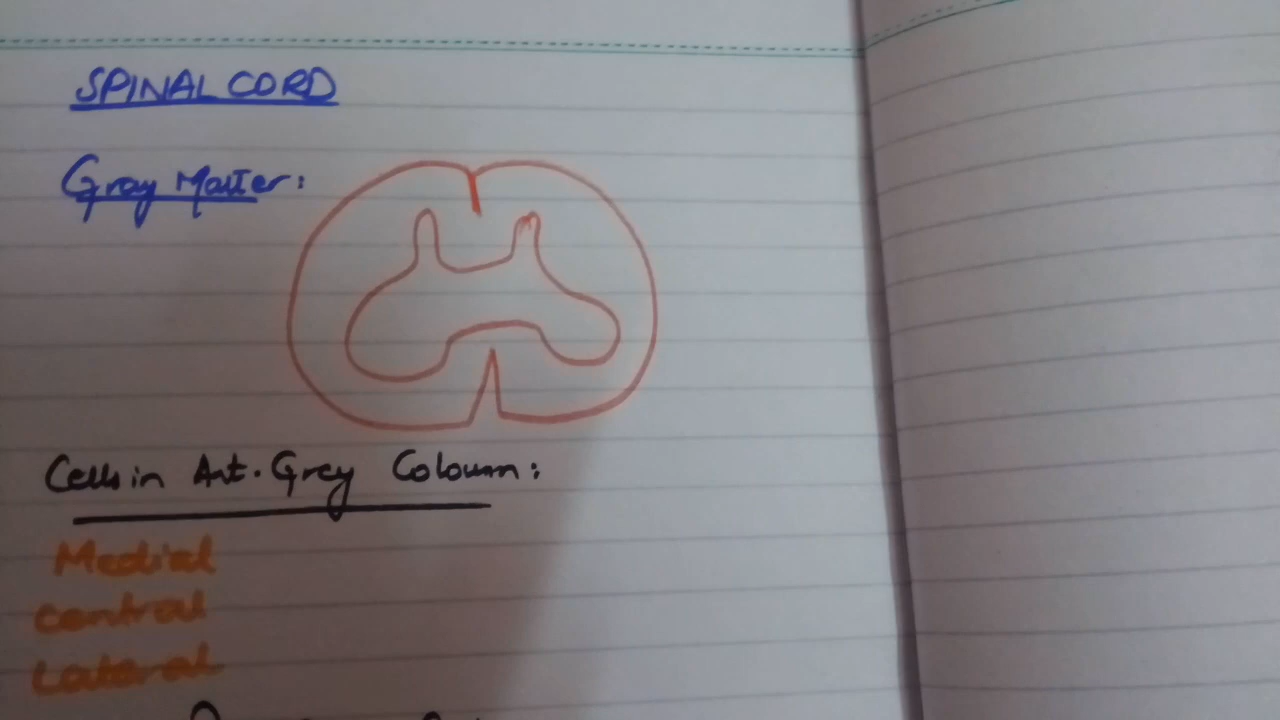 SPINAL CORD
Gray Matter:
Cells in Ant. Grey Coloumn:
Medial
Central
Lateral